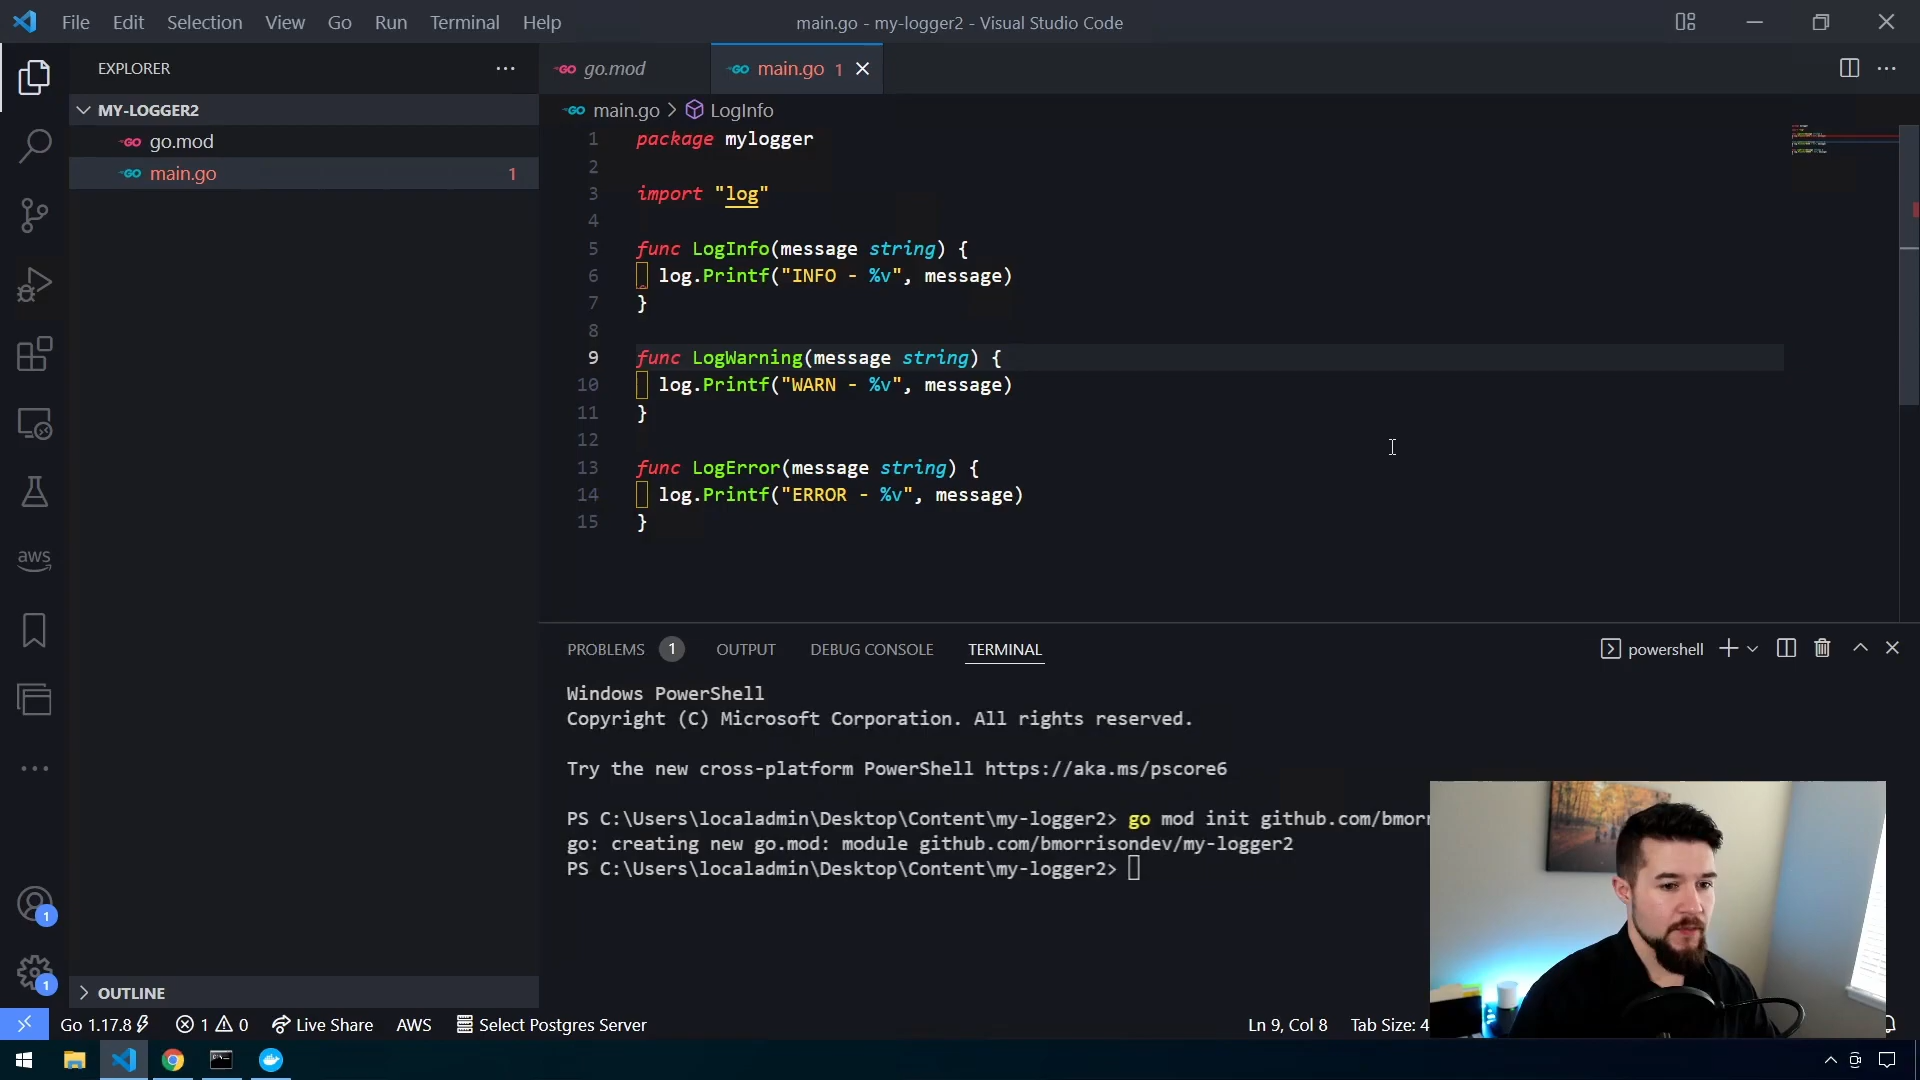 File Edit Selection View Go Run Terminal Help
main.go - my-logger2 - Visual Studio Code
EXPLORER
MY-LOGGER2
go.mod
main.go 1
go.mod
main.go 1
main.go > LogInfo
1 package mylogger
2
3 import "log"
4
5 func LogInfo(message string) {
6 log.Printf("INFO - %v", message)
7 }
8
9 func LogWarning(message string) {
10 log.Printf("WARN - %v", message)
11 }
12
13 func LogError(message string) {
14 log.Printf("ERROR - %v", message)
15 }
aws
1
1
OUTLINE
PROBLEMS 1 OUTPUT DEBUG CONSOLE TERMINAL
powershell
Windows PowerShell
Copyright (C) Microsoft Corporation. All rights reserved.
Try the new cross-platform PowerShell https://aka.ms/pscore6
PS C:\Users\localadmin\Desktop\Content\my-logger2> go mod init github.com/bmorr
go: creating new go.mod: module github.com/bmorrisondev/my-logger2
PS C:\Users\localadmin\Desktop\Content\my-logger2>
Go 1.17.8 1 0 Live Share AWS Select Postgres Server
Ln 9, Col 8 Tab Size: 4